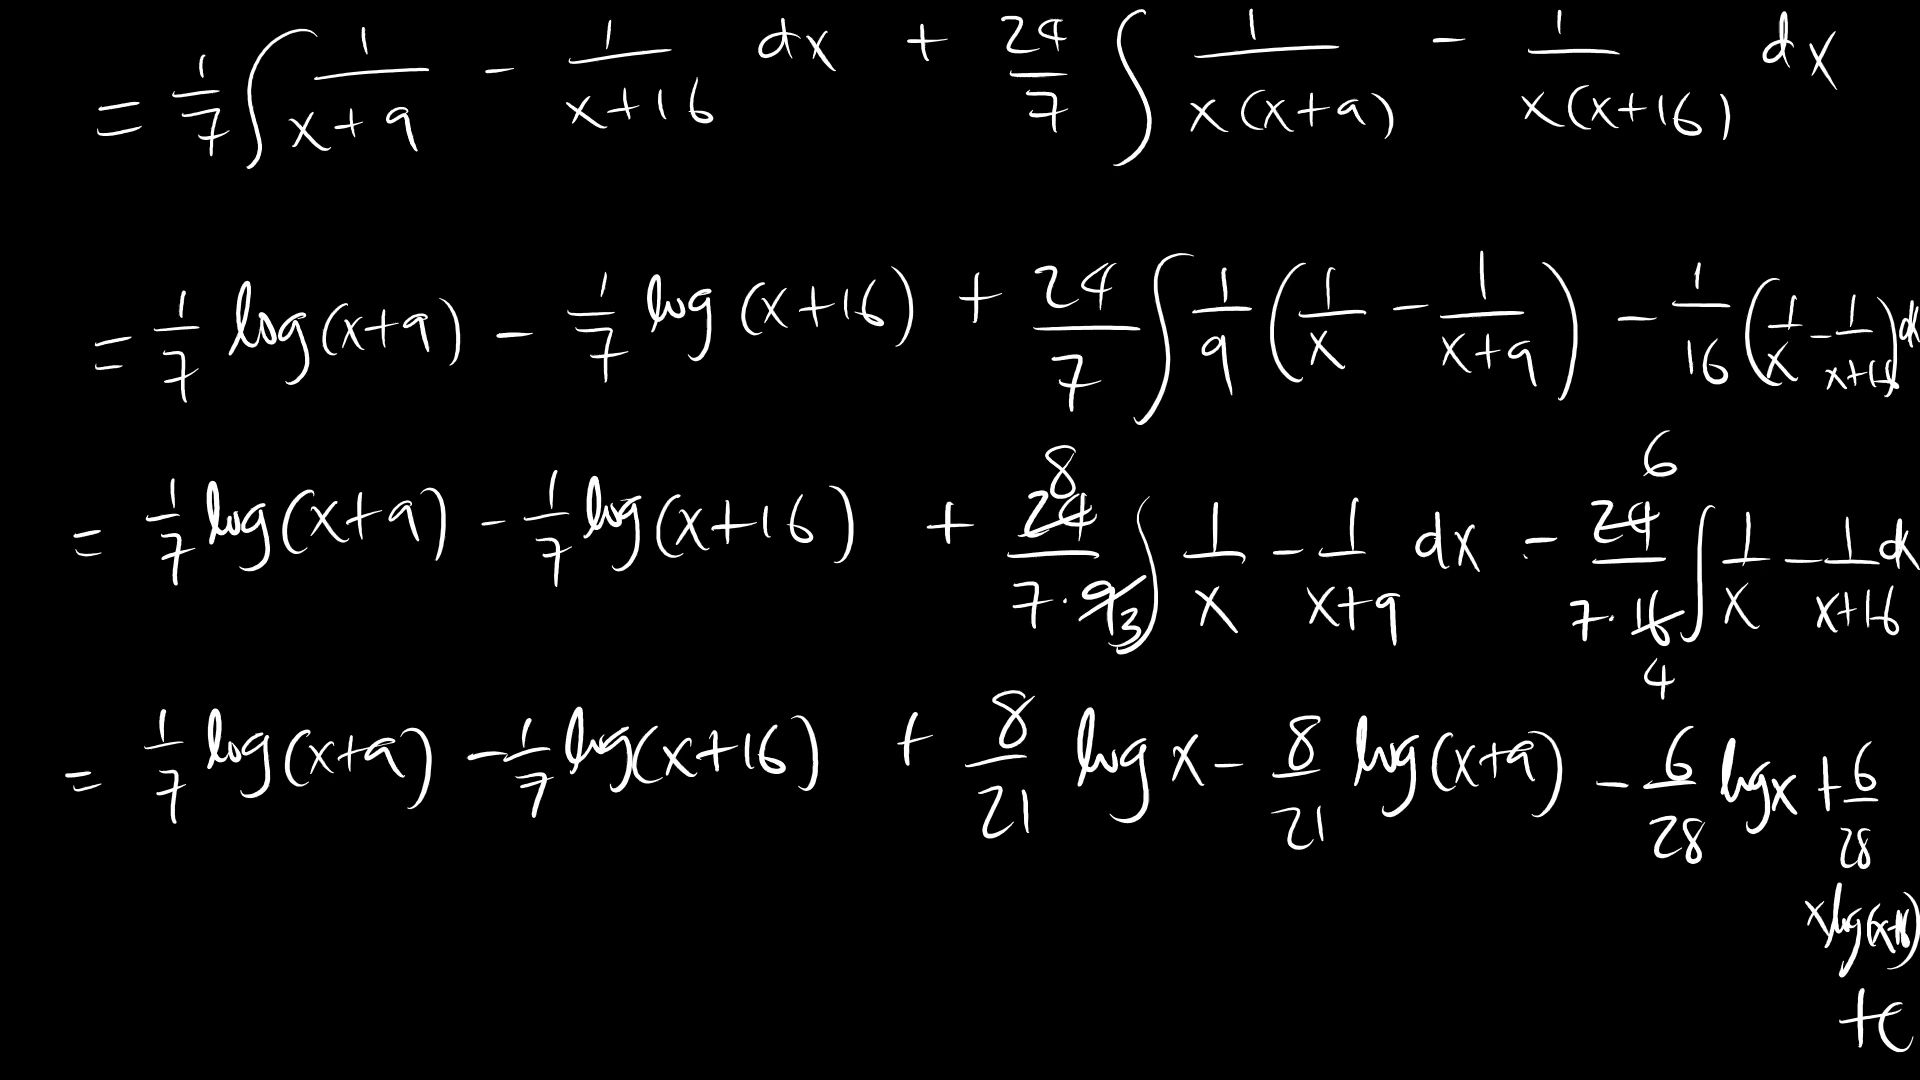 = 1/7 ∫ 1/(x+9) - 1/(x+16) dx + 24/7 ∫ 1/(x(x+9)) - 1/(x(x+16)) dx
= 1/7 log(x+9) - 1/7 log(x+16) + 24/7 ∫ 1/9 (1/x - 1/(x+9)) - 1/16 (1/x - 1/(x+16)) dx
= 1/7 log(x+9) - 1/7 log(x+16) + 24/(7·9) 8 3 ∫ 1/x - 1/(x+9) dx - 24/(7·16) 6 4 ∫ 1/x - 1/(x+16) dx
= 1/7 log(x+9) - 1/7 log(x+16) + 8/21 log x - 8/21 log(x+9) - 6/28 log x + 6/28
x log(x+16)
+c